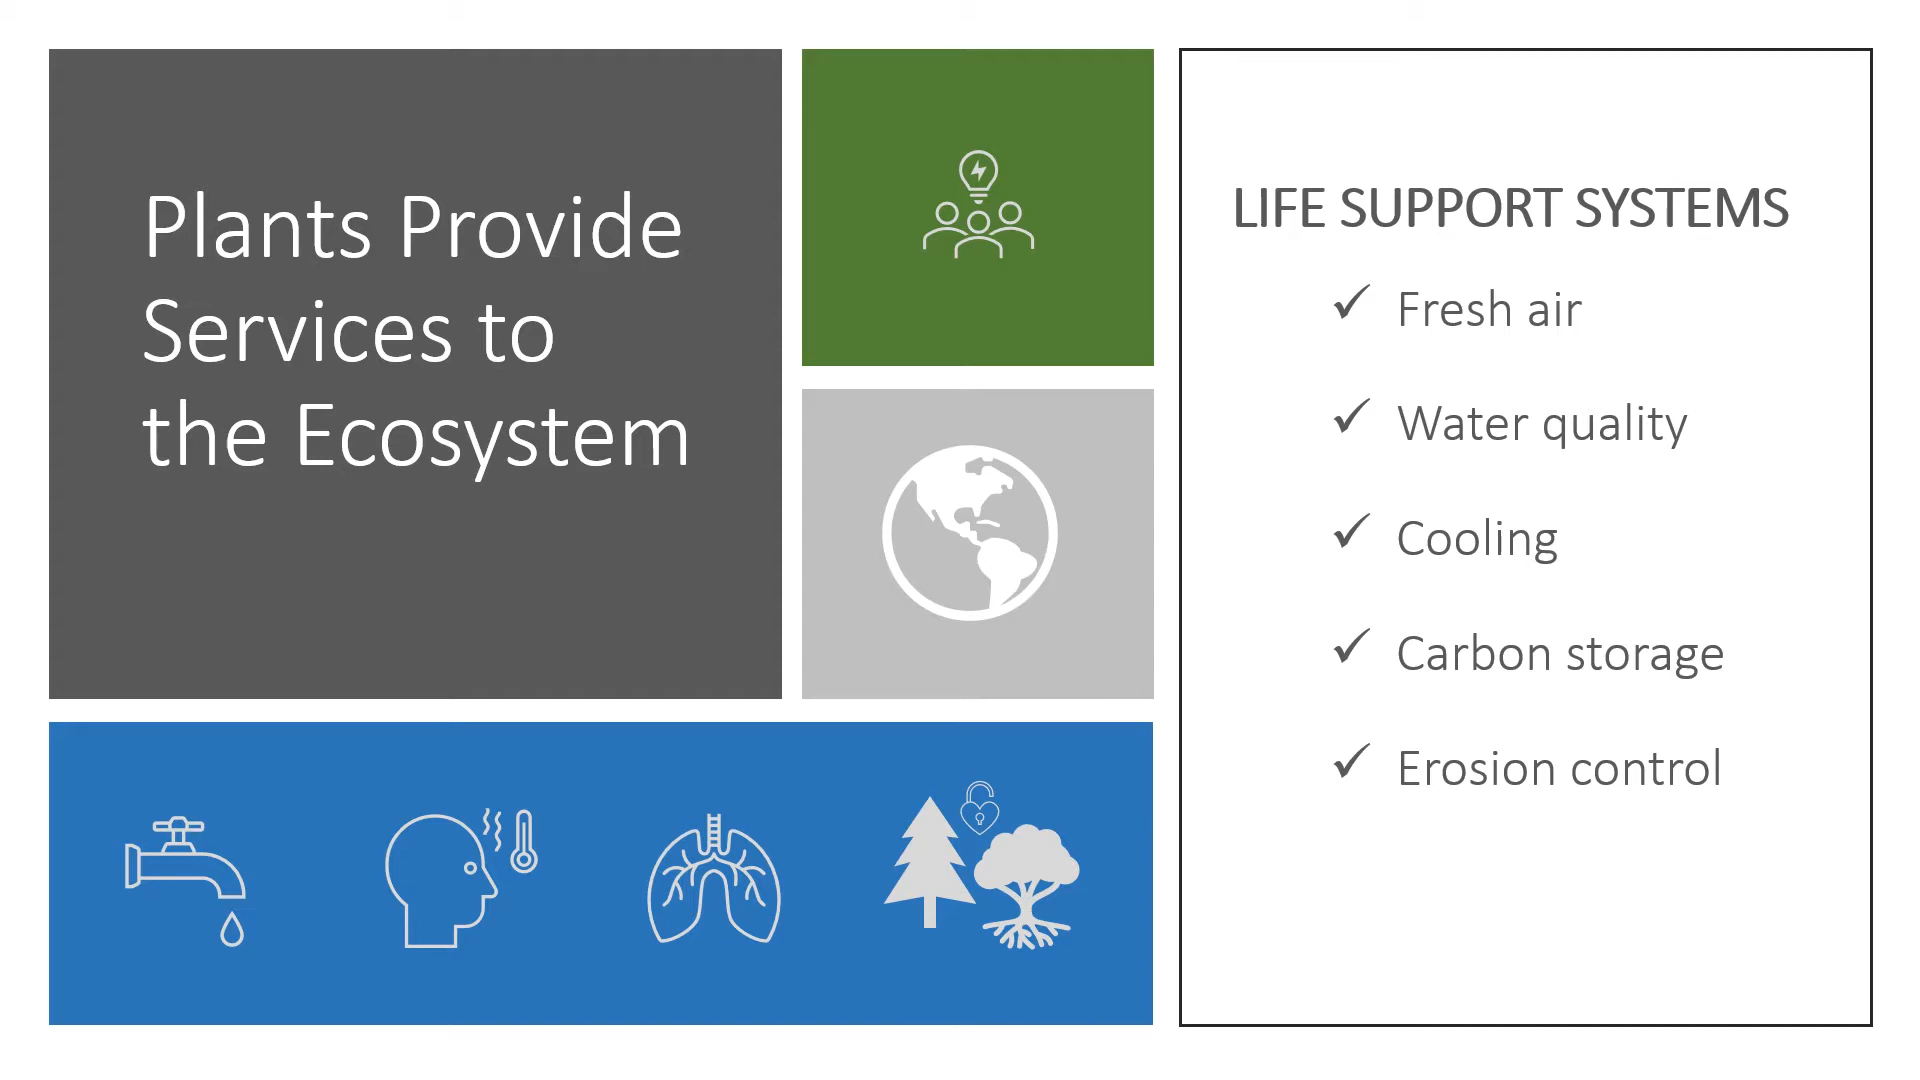 Plants Provide
Services to
the Ecosystem
LIFE SUPPORT SYSTEMS
✓ Fresh air
✓ Water quality
✓ Cooling
✓ Carbon storage
✓ Erosion control